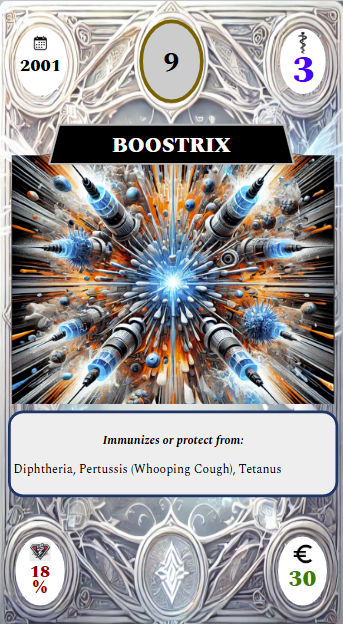 2001
9
3
BOOSTRIX
Immunizes or protect from:
Diphtheria, Pertussis (Whooping Cough), Tetanus
18
%
€
30